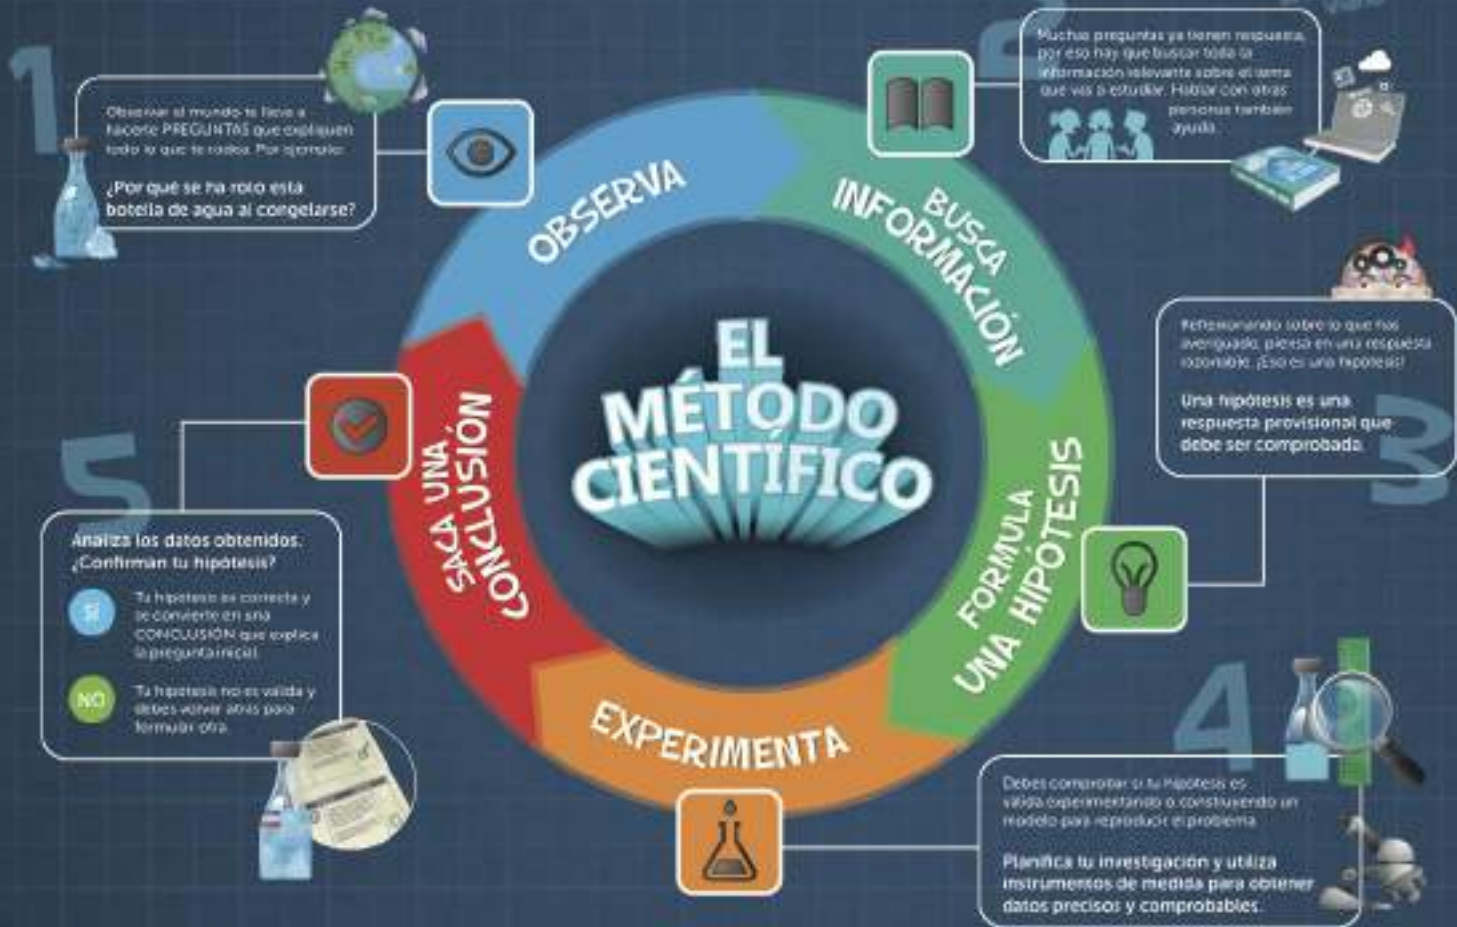 EL
MÉTODO
CIENTÍFICO
1
Observar el mundo te lleva a
hacerte PREGUNTAS que expliquen
todo lo que te rodea. Por ejemplo:
¿Por qué se ha roto esta
botella de agua al congelarse?
OBSERVA
2
Muchas preguntas ya tienen respuesta,
por eso hay que buscar toda la
información relevante sobre el tema
que vas a estudiar. Hablar con otras
personas también
ayuda.
BUSCA
INFORMACIÓN
3
Reflexionando sobre lo que has
averiguado, piensa en una respuesta
razonable. ¡Eso es una hipótesis!
Una hipótesis es una
respuesta provisional que
debe ser comprobada.
FORMULA
UNA HIPÓTESIS
4
Debes comprobar si tu hipótesis es
válida experimentando o construyendo un
modelo para reproducir el problema
Planifica tu investigación y utiliza
instrumentos de medida para obtener
datos precisos y comprobables.
EXPERIMENTA
5
Analiza los datos obtenidos.
¿Confirman tu hipótesis?
SÍ
Tu hipótesis es correcta y
se convierte en una
CONCLUSIÓN que explica
la pregunta inicial.
NO
Tu hipótesis no es válida y
debes volver atrás para
formular otra.
SACA UNA
CONCLUSIÓN